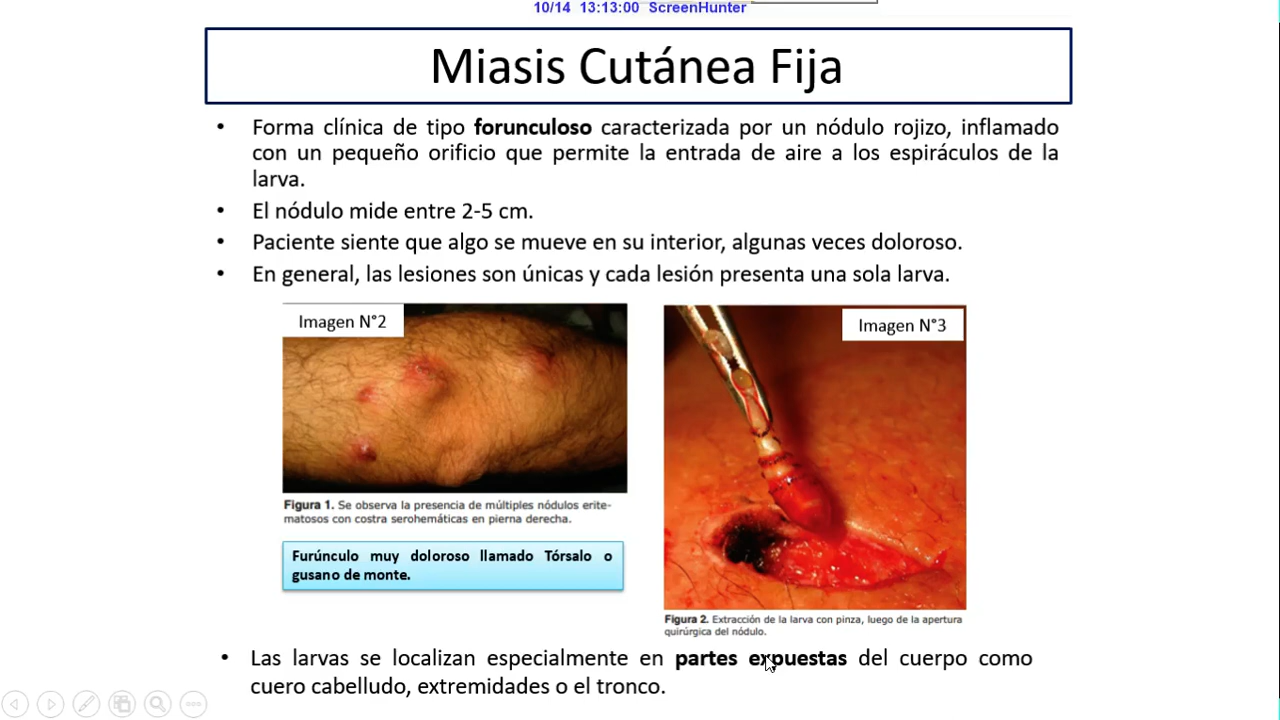 10/14 13:13:00 ScreenHunter
Miasis Cutánea Fija
• Forma clínica de tipo forunculoso caracterizada por un nódulo rojizo, inflamado
con un pequeño orificio que permite la entrada de aire a los espiráculos de la
larva.
• El nódulo mide entre 2-5 cm.
• Paciente siente que algo se mueve en su interior, algunas veces doloroso.
• En general, las lesiones son únicas y cada lesión presenta una sola larva.
Imagen N°2
Figura 1. Se observa la presencia de múltiples nódulos erite-
matosos con costra serohemáticas en pierna derecha.
Furúnculo muy doloroso llamado Tórsalo o
gusano de monte.
Imagen N°3
Figura 2. Extracción de la larva con pinza, luego de la apertura
quirúrgica del nódulo.
• Las larvas se localizan especialmente en partes expuestas del cuerpo como
cuero cabelludo, extremidades o el tronco.